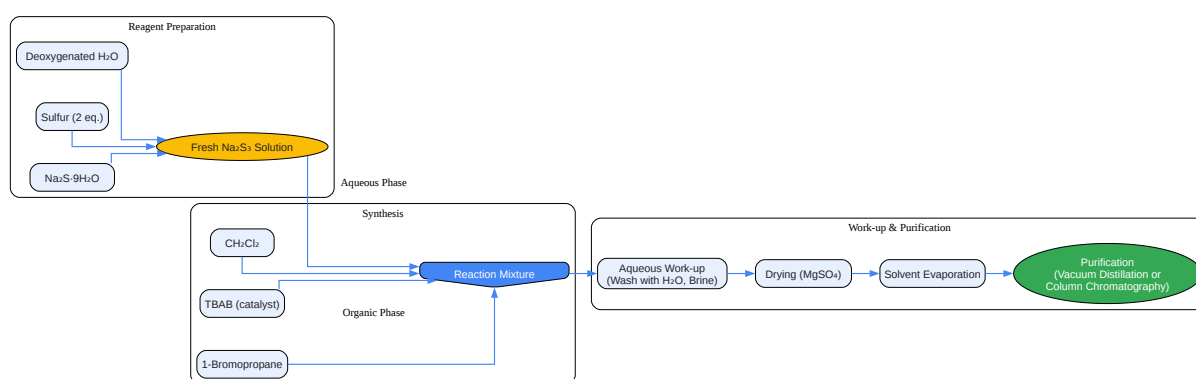 Reagent Preparation
Deoxygenated H₂O
Sulfur (2 eq.)
Fresh Na₂S₃ Solution
Na₂S·9H₂O
Aqueous Phase
Synthesis
CH₂Cl₂
Reaction Mixture
TBAB (catalyst)
Organic Phase
1-Bromopropane
Work-up & Purification
Aqueous Work-up
(Wash with H₂O, Brine)
Drying (MgSO₄)
Solvent Evaporation
Purification
(Vacuum Distillation or
Column Chromatography)